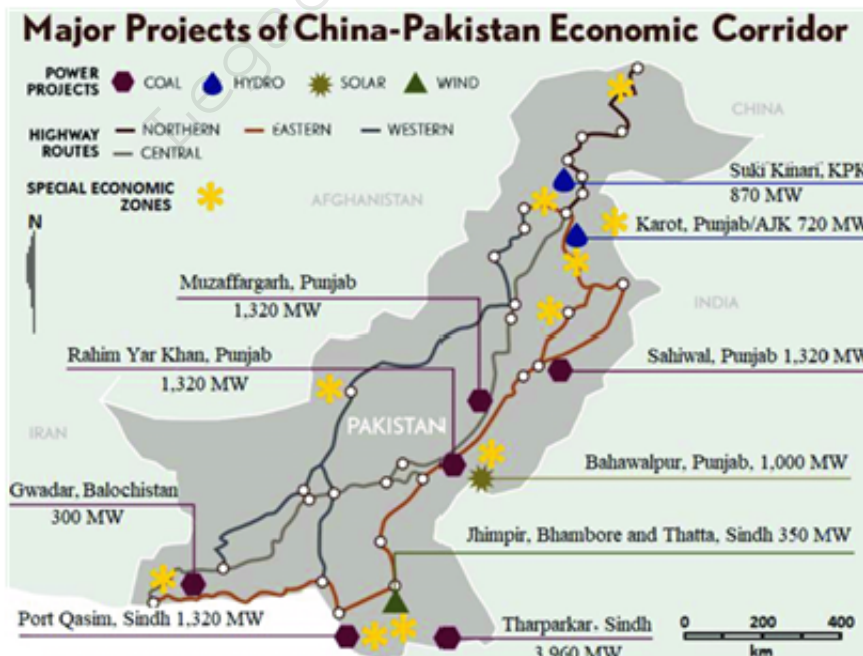 Major Projects of China-Pakistan Economic Corridor
POWER PROJECTS
COAL
HYDRO
SOLAR
WIND
HIGHWAY ROUTES
NORTHERN
EASTERN
WESTERN
CENTRAL
SPECIAL ECONOMIC ZONES
N
CHINA
AFGHANISTAN
INDIA
IRAN
PAKISTAN
Suki Kinari, KPK
870 MW
Karot, Punjab/AJK 720 MW
Muzaffargarh, Punjab
1,320 MW
Rahim Yar Khan, Punjab
1,320 MW
Sahiwal, Punjab 1,320 MW
Bahawalpur, Punjab, 1,000 MW
Gwadar, Balochistan
300 MW
Jhimpir, Bhambore and Thatta, Sindh 350 MW
Port Qasim, Sindh 1,320 MW
Tharparkar. Sindh
3,960 MW
0 200 400
km